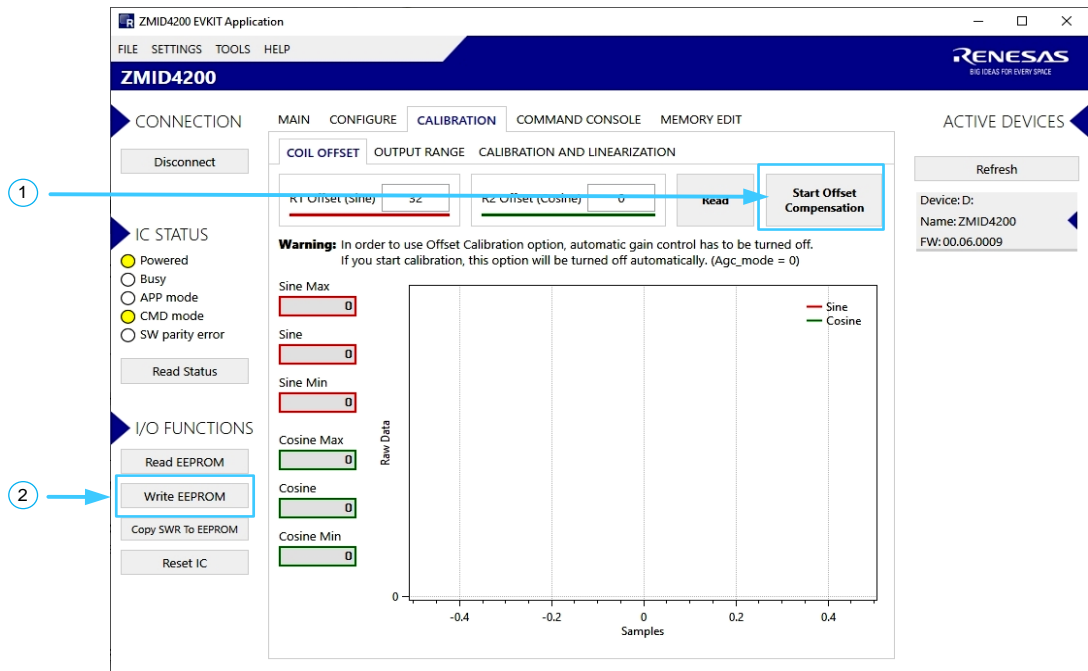 ZMID4200 EVKIT Application
FILE SETTINGS TOOLS HELP
RENESAS
BIG IDEAS FOR EVERY SPACE
ZMID4200
CONNECTION
Disconnect
1
IC STATUS
Powered
Busy
APP mode
CMD mode
SW parity error
Read Status
I/O FUNCTIONS
Read EEPROM
2
Write EEPROM
Copy SWR To EEPROM
Reset IC
MAIN CONFIGURE CALIBRATION COMMAND CONSOLE MEMORY EDIT
COIL OFFSET OUTPUT RANGE CALIBRATION AND LINEARIZATION
R1 Offset (Sine) 32 R2 Offset (Cosine) 0 Read Start Offset
Compensation
Warning: In order to use Offset Calibration option, automatic gain control has to be turned off.
If you start calibration, this option will be turned off automatically. (Agc_mode = 0)
Sine Max
0
Sine
0
Sine Min
0
Cosine Max
0
Cosine
0
Cosine Min
0
Raw Data
Sine
Cosine
0
-0.4 -0.2 0 0.2 0.4
Samples
ACTIVE DEVICES
Refresh
Device: D:
Name: ZMID4200
FW: 00.06.0009